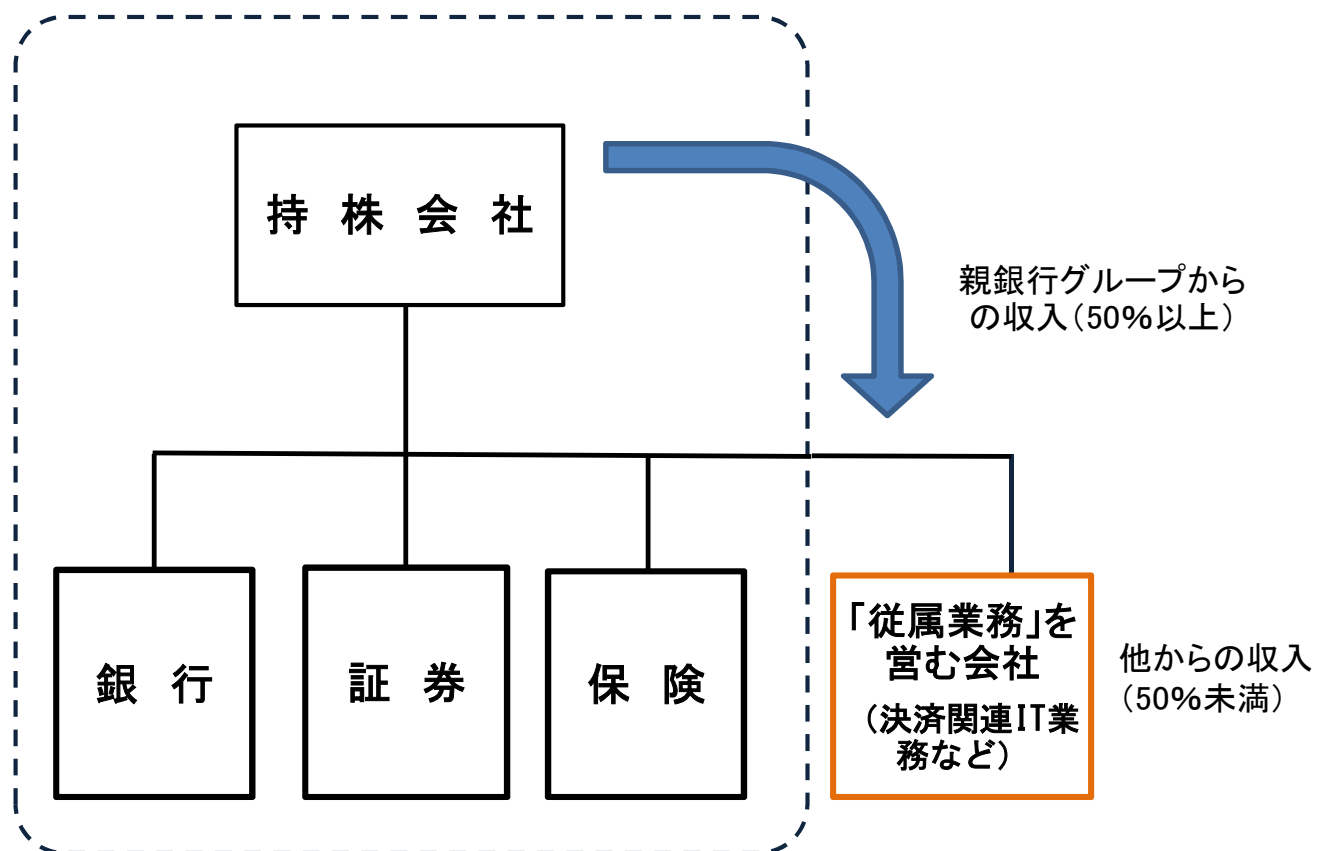 持株会社
親銀行グループから
の収入(50%以上)
銀行
証券
保険
「従属業務」を
営む会社
(決済関連IT業
務など)
他からの収入
(50%未満)